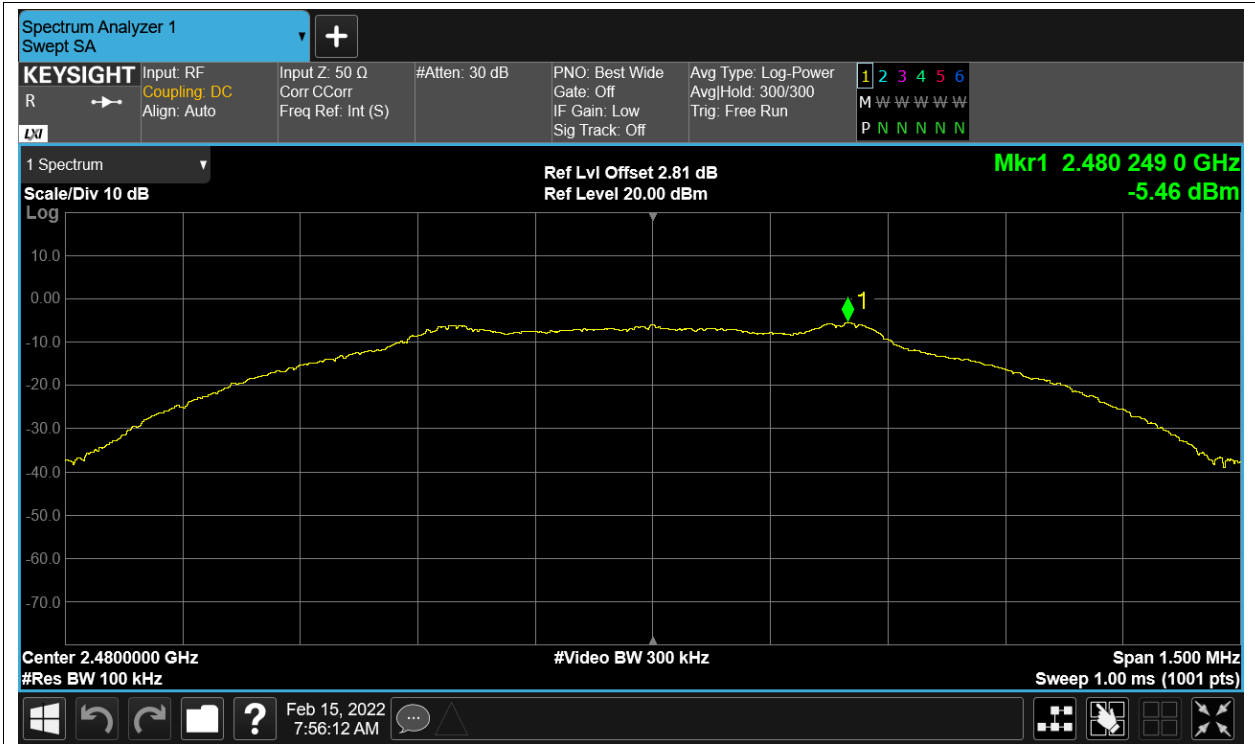 Spectrum Analyzer 1
Swept SA
+
KEYSIGHT
R
LXI
Input: RF
Coupling: DC
Align: Auto
Input Z: 50 Ω
Corr CCorr
Freq Ref: Int (S)
#Atten: 30 dB
PNO: Best Wide
Gate: Off
IF Gain: Low
Sig Track: Off
Avg Type: Log-Power
Avg|Hold: 300/300
Trig: Free Run
1 2 3 4 5 6
M W W W W W W
P N N N N N N
1 Spectrum
Scale/Div 10 dB
Log
Ref Lvl Offset 2.81 dB
Ref Level 20.00 dBm
Mkr1 2.480 249 0 GHz
-5.46 dBm
10.0
0.00
-10.0
-20.0
-30.0
-40.0
-50.0
-60.0
-70.0
1
Center 2.4800000 GHz
#Res BW 100 kHz
#Video BW 300 kHz
Span 1.500 MHz
Sweep 1.00 ms (1001 pts)
?
Feb 15, 2022
7:56:12 AM